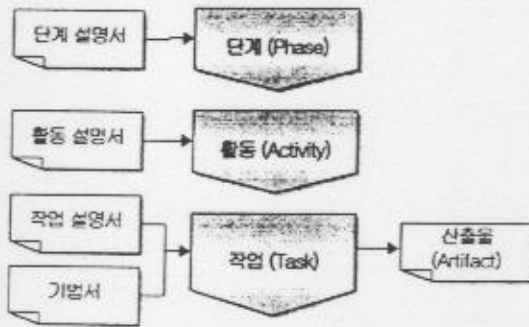 단계 설명서
단계 (Phase)
활동 설명서
활동 (Activity)
작업 설명서
기법서
작업 (Task)
산출물
(Artifact)